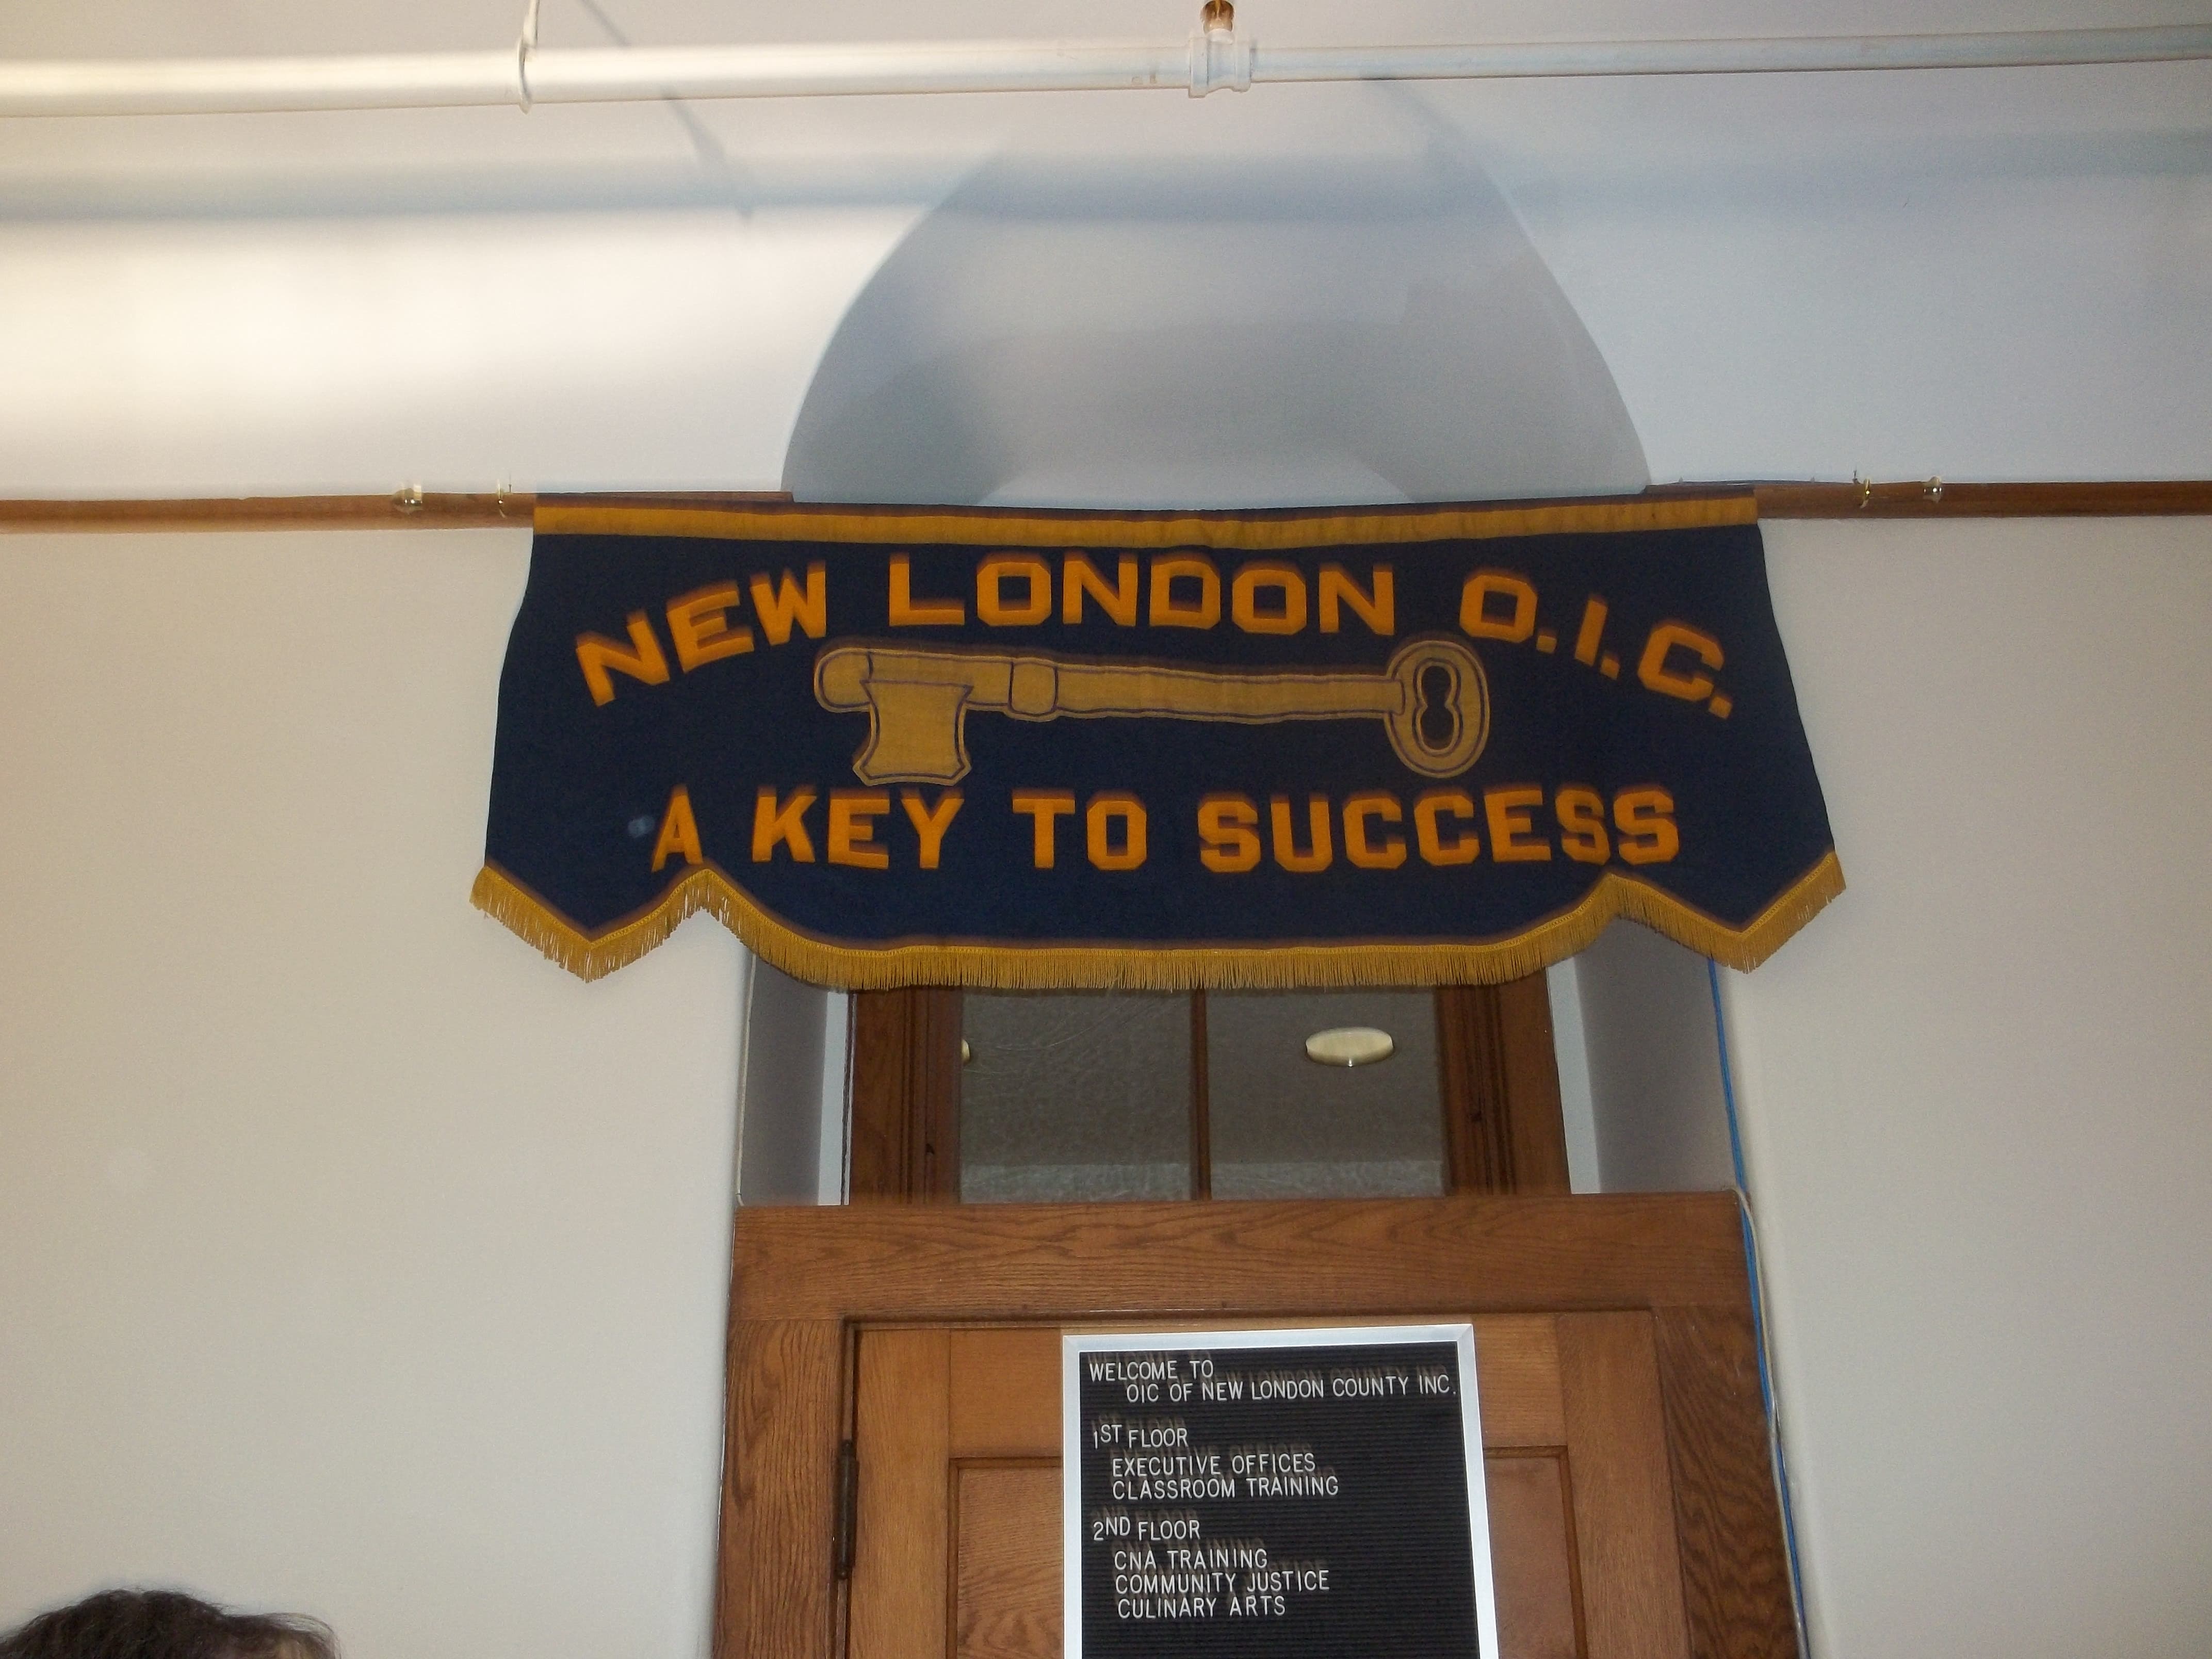 NEW LONDON O.I.C.
A KEY TO SUCCESS
WELCOME TO
OIC OF NEW LONDON COUNTY INC.
1ST FLOOR
EXECUTIVE OFFICES
CLASSROOM TRAINING
2ND FLOOR
CNA TRAINING
COMMUNITY JUSTICE
CULINARY ARTS